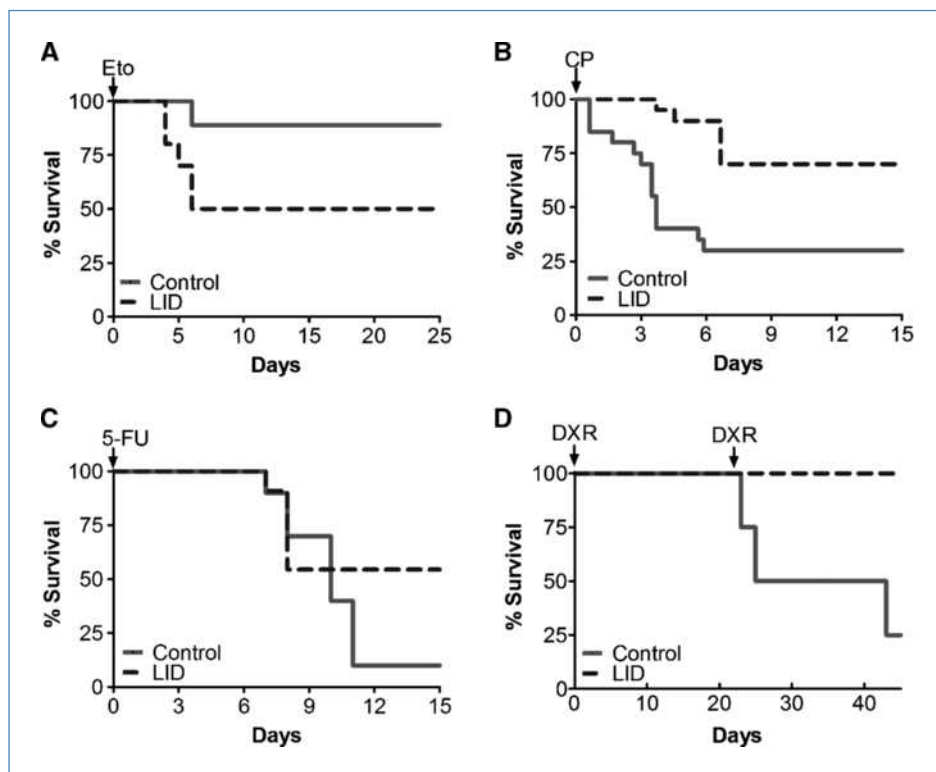 A
Eto
100
75
50
25
0
% Survival
Control
LID
0 5 10 15 20 25
Days
B
CP
100
75
50
25
0
% Survival
Control
LID
0 3 6 9 12 15
Days
C
5-FU
100
75
50
25
0
% Survival
Control
LID
0 3 6 9 12 15
Days
D
DXR DXR
100
75
50
25
0
% Survival
Control
LID
0 10 20 30 40
Days